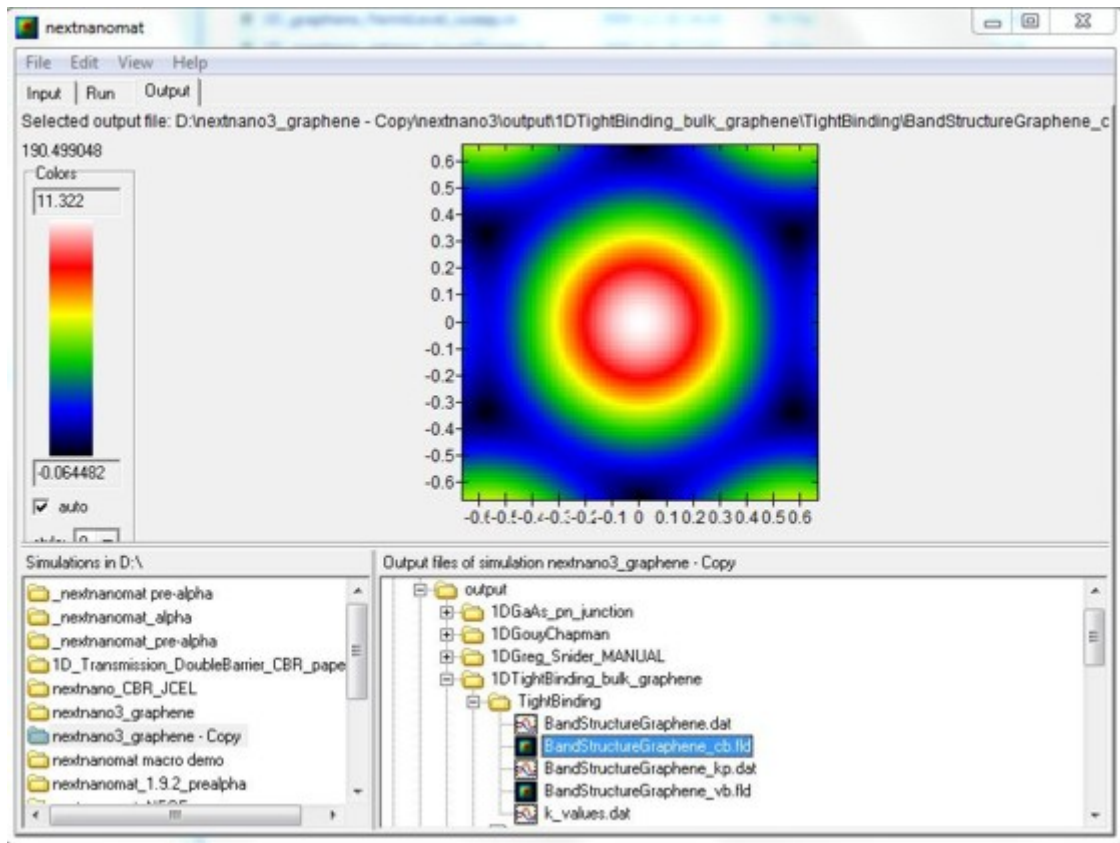 nextnanomat
File Edit View Help
Input Run Output
Selected output file: D:\nextnano3_graphene - Copy\nextnano3\output\1DTightBinding_bulk_graphene\TightBinding\BandStructureGraphene_c
190.499048
Colors
11.322
-0.064482
auto
0.6
0.5
0.4
0.3
0.2
0.1
0
-0.1
-0.2
-0.3
-0.4
-0.5
-0.6
-0.1 0 0.1 0.2 0.3 0.4 0.5 0.6
Simulations in D:\
_nextnanomat pre-alpha
_nextnanomat_alpha
_nextnanomat_pre-alpha
1D_Transmission_DoubleBarrier_CBR_pape
nextnano_CBR_JCEL
nextnano3_graphene
nextnano3_graphene - Copy
nextnanomat macro demo
nextnanomat_1.9.2_prealpha
Output files of simulation nextnano3_graphene - Copy
output
1DGaAs_pn_junction
1DGouyChapman
1DGreg_Snider_MANUAL
1DTightBinding_bulk_graphene
TightBinding
BandStructureGraphene.dat
BandStructureGraphene_cb.fld
BandStructureGraphene_kp.dat
BandStructureGraphene_vb.fld
k_values.dat